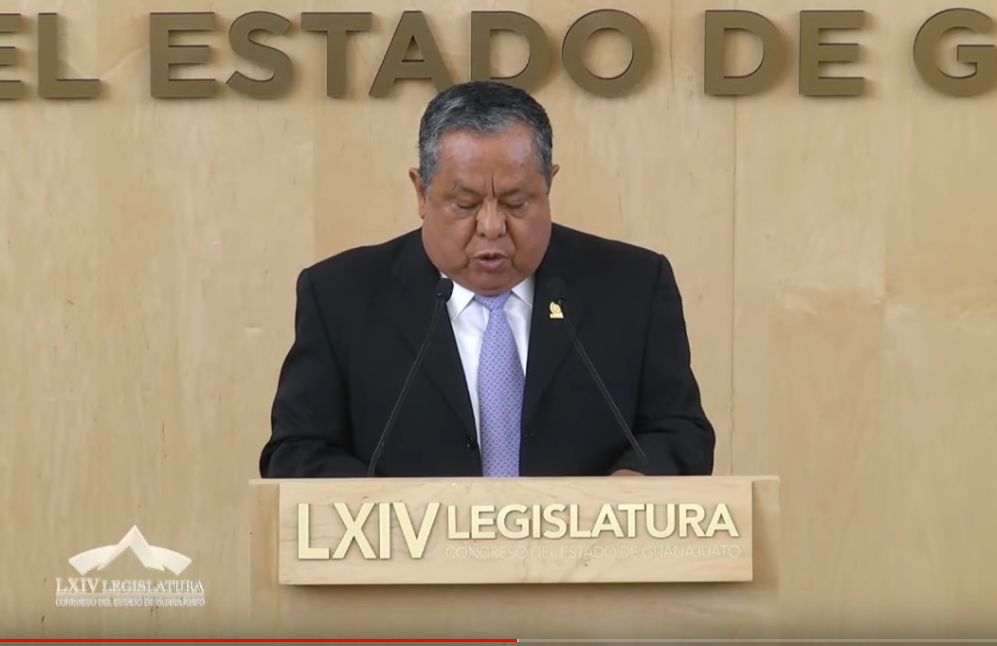 EL ESTADO DE G
LXIV LEGISLATURA
CONGRESO DEL ESTADO DE GUANAJUATO
LXIV LEGISLATURA
CONGRESO DEL ESTADO DE GUANAJUATO